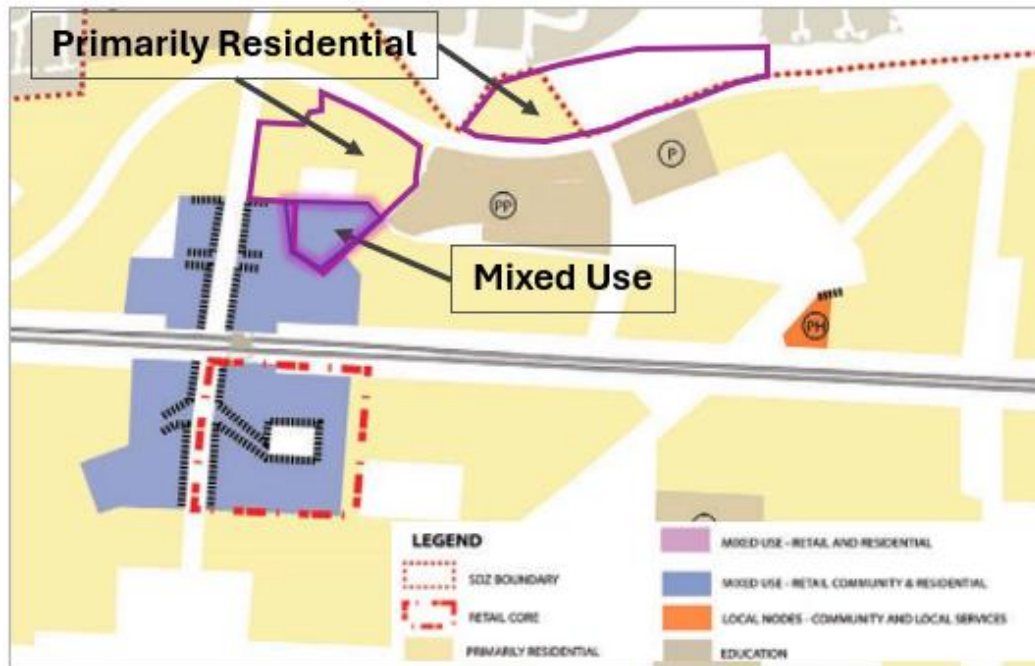 Primarily Residential
P
PP
Mixed Use
PH
LEGEND
SDZ BOUNDARY
RETAIL CORE
PRIMARILY RESIDENTIAL
MIXED USE - RETAIL AND RESIDENTIAL
MIXED USE - RETAIL COMMUNITY & RESIDENTIAL
LOCAL NODES - COMMUNITY AND LOCAL SERVICES
EDUCATION